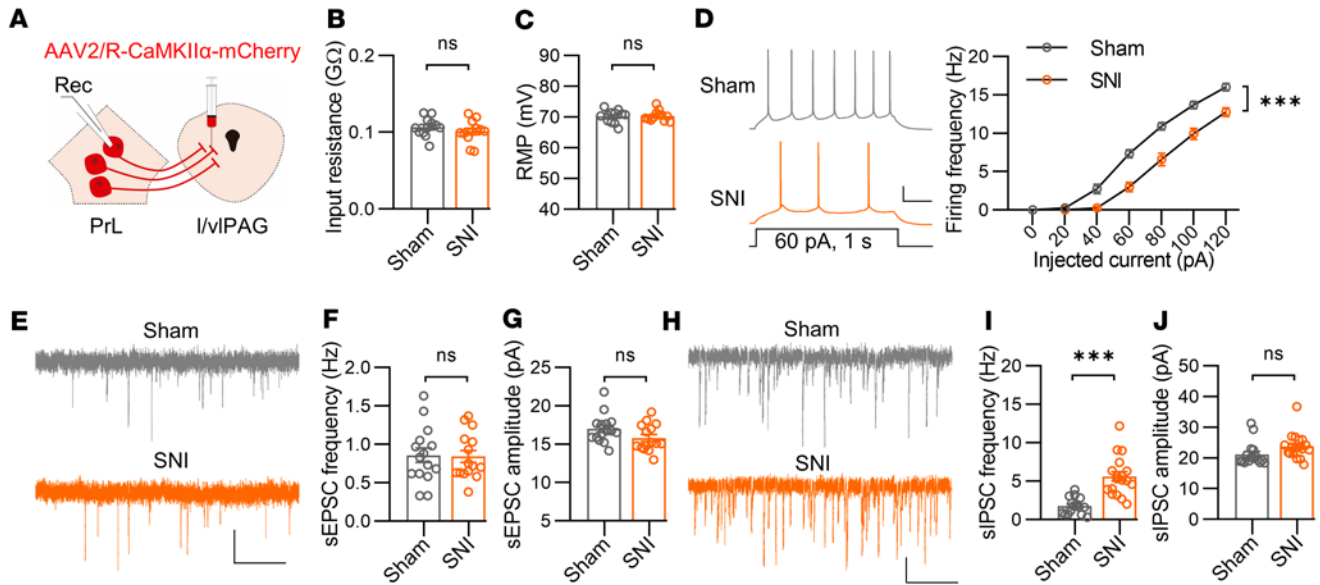 A
AAV2/R-CaMKIIα-mCherry
Rec
PrL
l/vlPAG
B
Input resistance (GΩ)
0.2
0.1
0.0
ns
Sham
SNI
C
RMP (mV)
90
80
70
60
50
40
ns
Sham
SNI
D
Sham
SNI
60 pA, 1 s
Firing frequency (Hz)
20
15
10
5
0
Sham
SNI
***
0
20
40
60
80
100
120
Injected current (pA)
E
Sham
SNI
F
sEPSC frequency (Hz)
2.0
1.5
1.0
0.5
0.0
ns
Sham
SNI
G
sEPSC amplitude (pA)
25
20
15
10
5
ns
Sham
SNI
H
Sham
SNI
I
sIPSC frequency (Hz)
20
15
10
5
0
***
Sham
SNI
J
sIPSC amplitude (pA)
50
40
30
20
10
0
ns
Sham
SNI